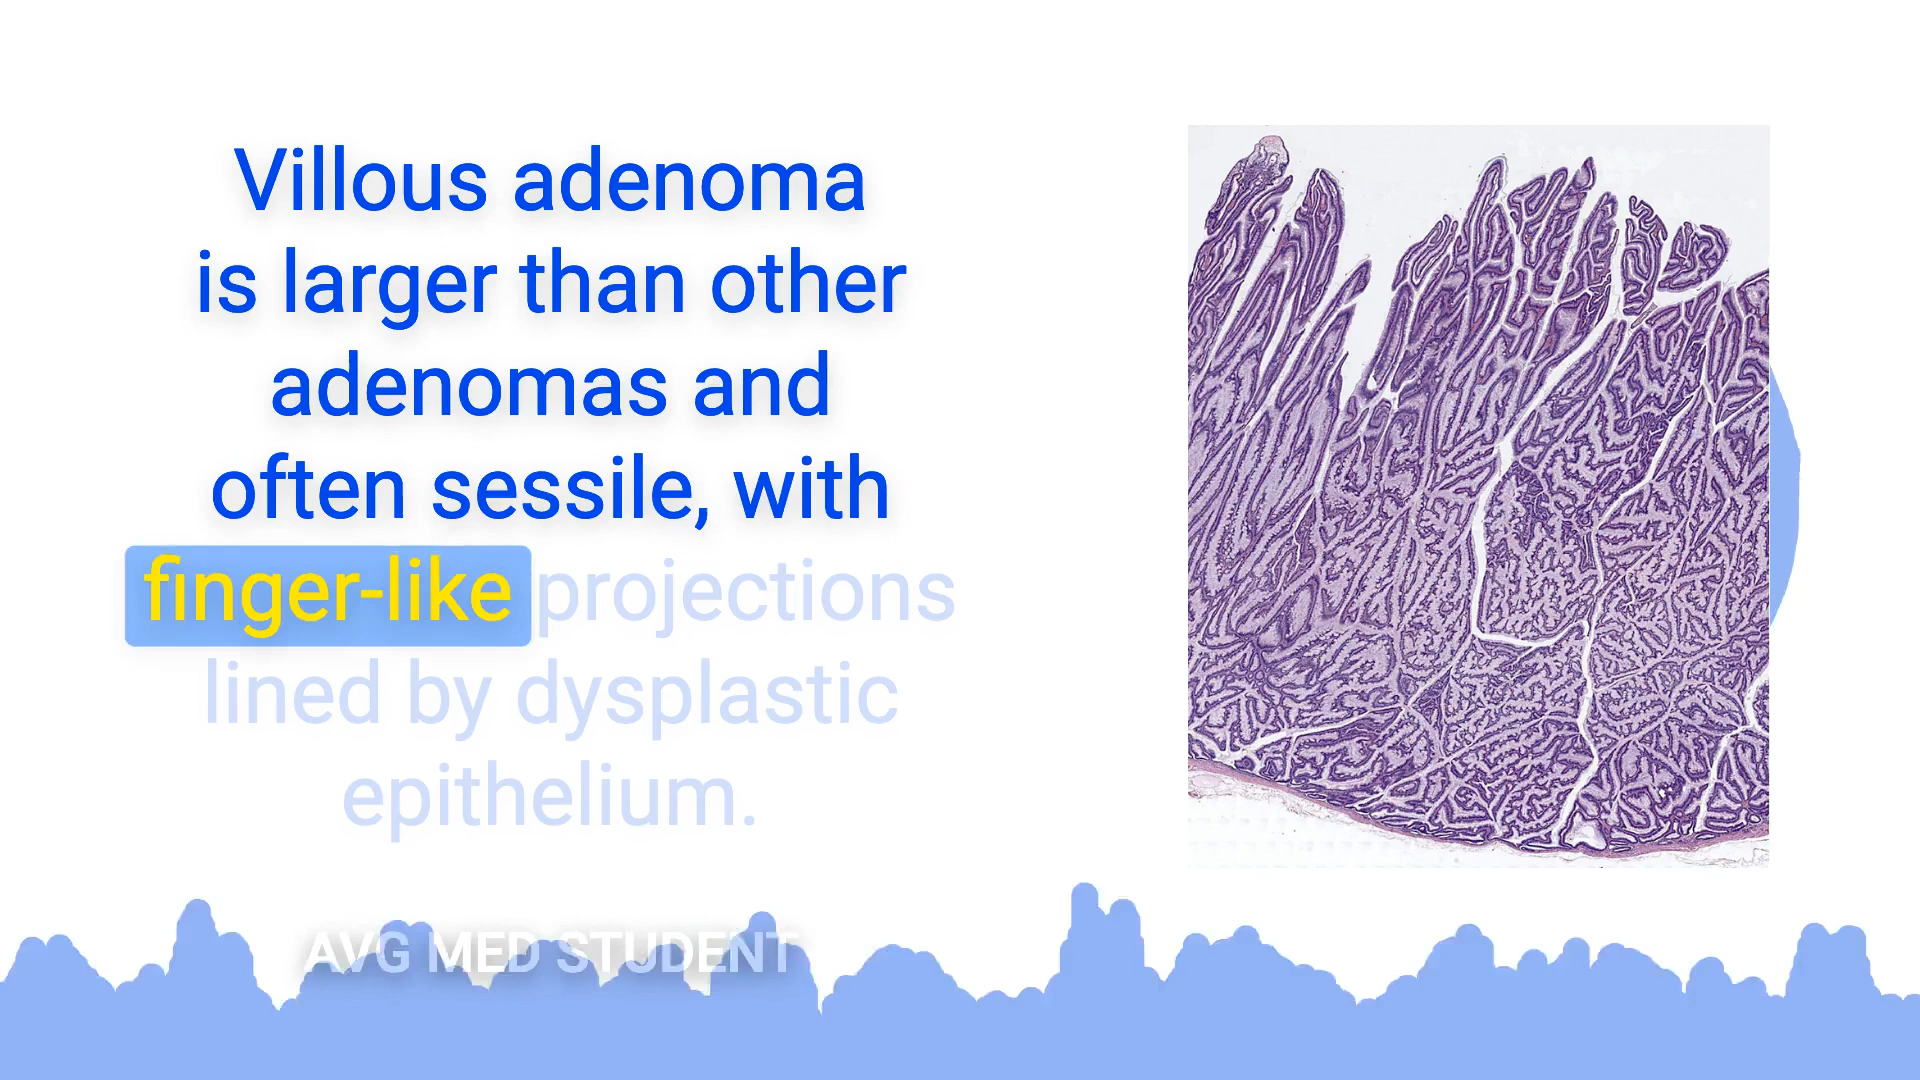 Villous adenoma
is larger than other
adenomas and
often sessile, with
finger-like projections
lined by dysplastic
epithelium.
AVG MED STUDENT